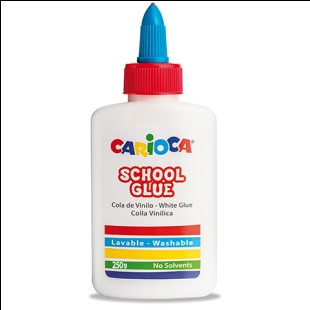 CARIOCA
SCHOOL
GLUE
Cola de Vinilo - White Glue
Colla Vinilica
Lavable - Washable
250g No Solvents